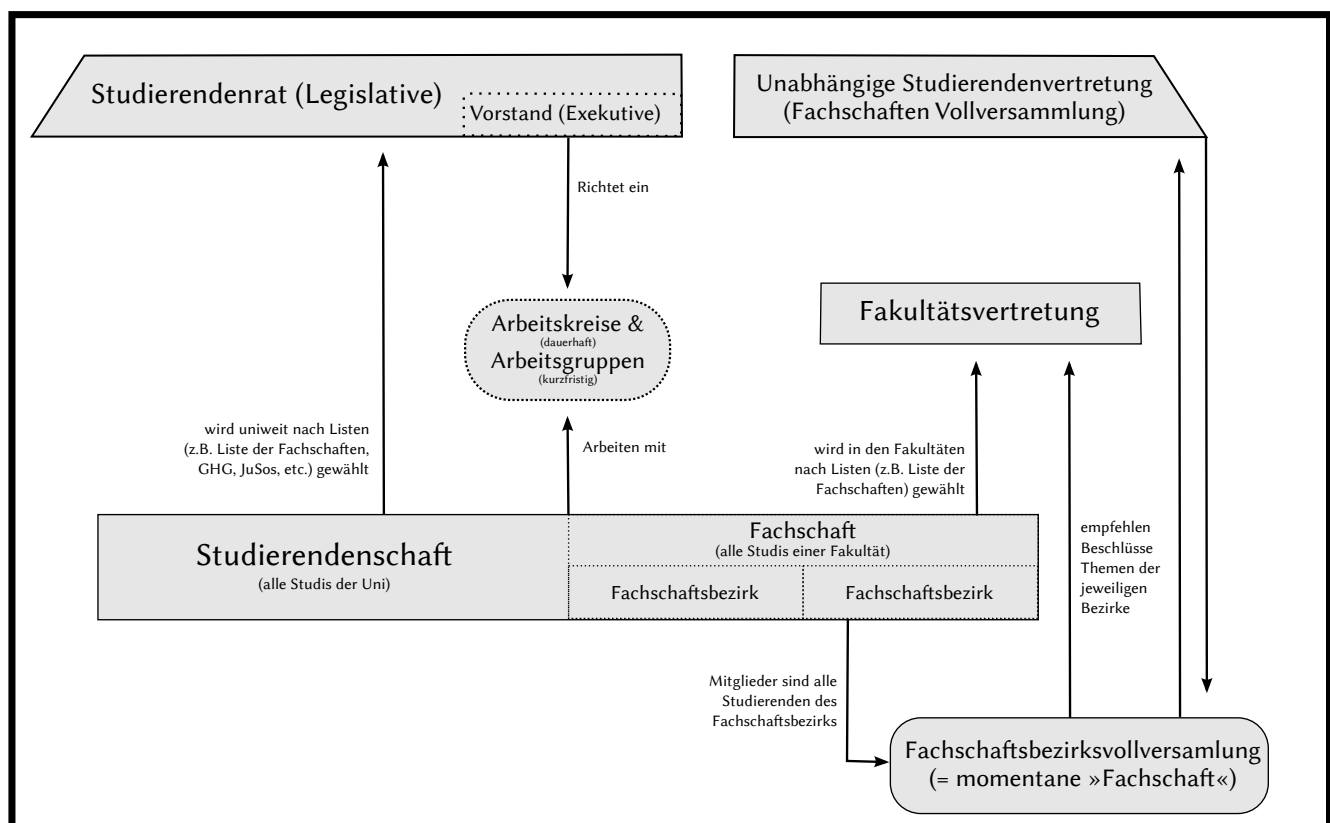 Studierendenrat (Legislative)
Vorstand (Exekutive)
Unabhängige Studierendenvertretung
(Fachschaften Vollversammlung)
Richtet ein
Arbeitskreise &
(dauerhaft)
Arbeitsgruppen
(kurzfristig)
Fakultätsvertretung
wird uniweit nach Listen
(z.B. Liste der Fachschaften,
GHG, JuSos, etc.) gewählt
Arbeiten mit
wird in den Fakultäten
nach Listen (z.B. Liste der
Fachschaften) gewählt
Studierendenschaft
(alle Studis der Uni)
Fachschaft
(alle Studis einer Fakultät)
Fachschaftsbezirk
Fachschaftsbezirk
empfehlen
Beschlüsse
Themen der
jeweiligen
Bezirke
Mitglieder sind alle
Studierenden des
Fachschaftsbezirks
Fachschaftsbezirksvollversamlung
(= momentane »Fachschaft«)